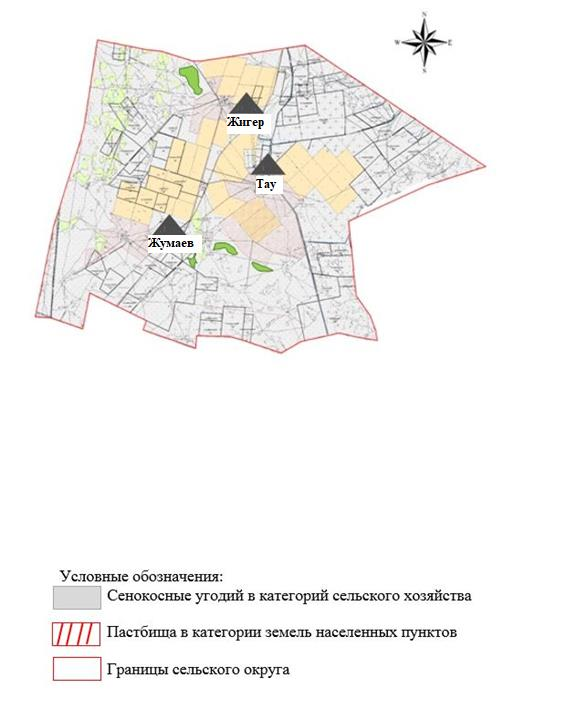 N
W E
S
Жигер
Тау
Жумаев
Условные обозначения:
Сенокосные угодий в категорий сельского хозяйства
Пастбища в категории земель населенных пунктов
Границы сельского округа